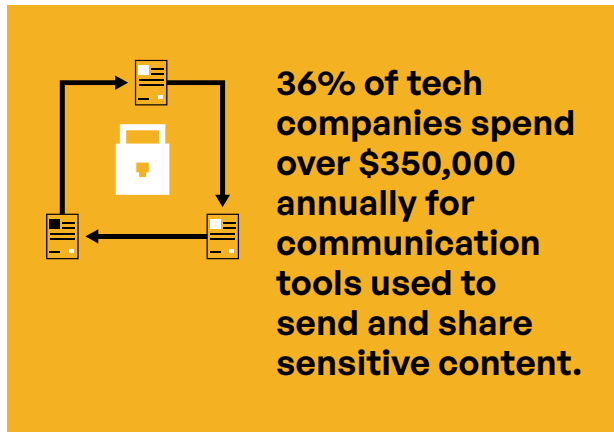 36% of tech
companies spend
over $350,000
annually for
communication
tools used to
send and share
sensitive content.